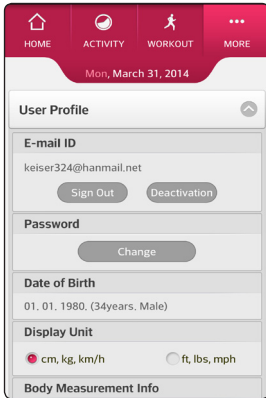 HOME ACTIVITY WORKOUT MORE
Mon, March 31, 2014
User Profile
E-mail ID
keiser324@hanmail.net
Sign Out Deactivation
Password
Change
Date of Birth
01. 01. 1980. (34years, Male)
Display Unit
cm, kg, km/h ft, lbs, mph
Body Measurement Info